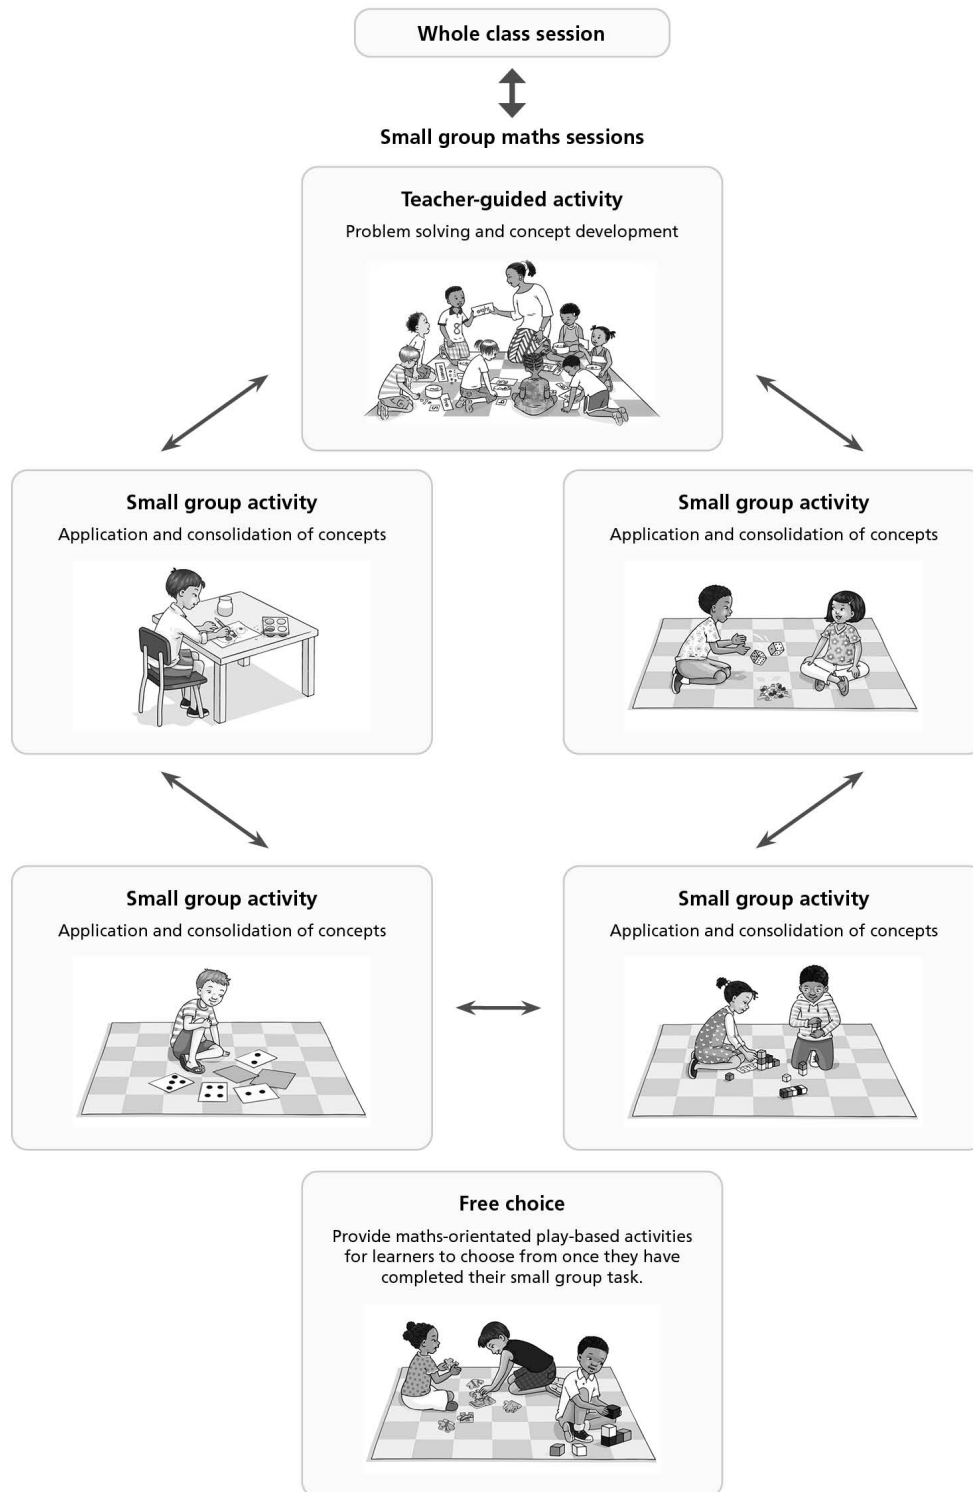 Whole class session
Small group maths sessions
Teacher-guided activity
Problem solving and concept development
Small group activity
Application and consolidation of concepts
Small group activity
Application and consolidation of concepts
Small group activity
Application and consolidation of concepts
Small group activity
Application and consolidation of concepts
Free choice
Provide maths-orientated play-based activities
for learners to choose from once they have
completed their small group task.